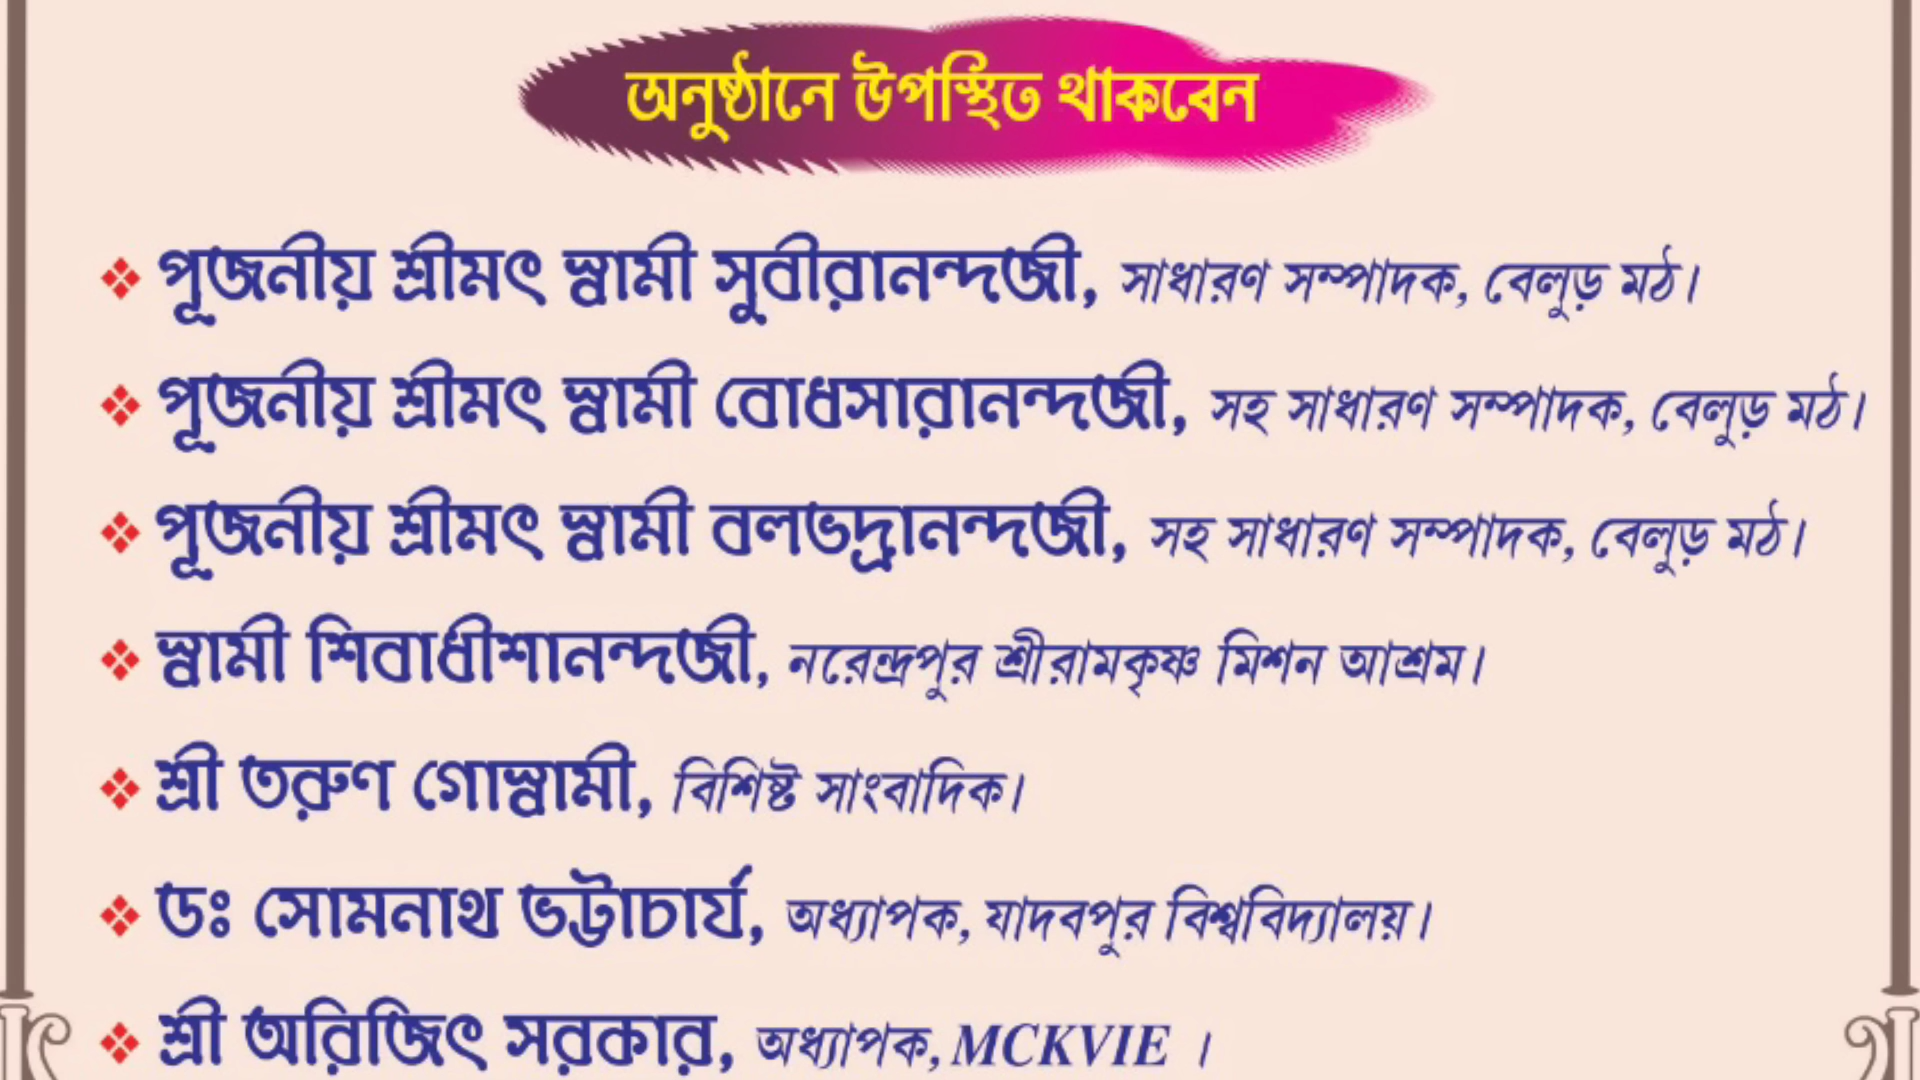 অনুষ্ঠানে উপস্থিত থাকবেন
❖ পূজনীয় শ্রীমৎ স্বামী সুবীরানন্দজী, সাধারণ সম্পাদক, বেলুড় মঠ।
❖ পূজনীয় শ্রীমৎ স্বামী বোধসারানন্দজী, সহ সাধারণ সম্পাদক, বেলুড় মঠ।
❖ পূজনীয় শ্রীমৎ স্বামী বলভদ্রানন্দজী, সহ সাধারণ সম্পাদক, বেলুড় মঠ।
❖ স্বামী শিবাধীশানন্দজী, নরেন্দ্রপুর শ্রীরামকৃষ্ণ মিশন আশ্রম।
❖ শ্রী তরুণ গোস্বামী, বিশিষ্ট সাংবাদিক।
❖ ডঃ সোমনাথ ভট্টাচার্য, অধ্যাপক, যাদবপুর বিশ্ববিদ্যালয়।
❖ শ্রী অরিজিৎ সরকার, অধ্যাপক, MCKVIE ।